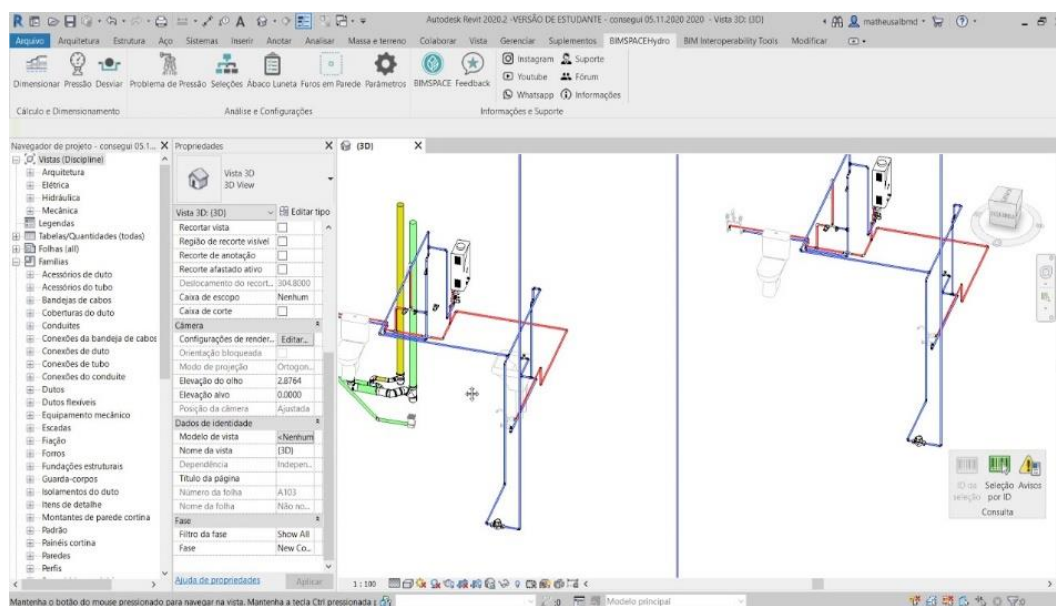 Autodesk Revit 2020.2 -VERSÃO DE ESTUDANTE - consegui 05.11.2020 2020 - Vista 3D: {3D}
matheusalbmd
Arquivo Arquitetura Estrutura Aço Sistemas Inserir Anotar Analisar Massa e terreno Colaborar Vista Gerenciar Suplementos BIMSPACEHydro BIM Interoperability Tools Modificar
Dimensionar Pressão Desviar Problema de Pressão Seleções Ábaco Luneta Furos em Parede Parâmetros BIMSPACE Feedback
Instagram Suporte
Youtube Fórum
Whatsapp Informações
Cálculo e Dimensionamento Análise e Configurações Informações e Suporte
Navegador de projeto - consegui 05.1...
Vistas (Discipline)
Arquitetura
Elétrica
Hidráulica
Mecânica
Legendas
Tabelas/Quantidades (todas)
Folhas (all)
Famílias
Acessórios de duto
Acessórios do tubo
Bandejas de cabos
Coberturas do duto
Conduites
Conexões da bandeja de cabos
Conexões de duto
Conexões de tubo
Conexões do conduite
Dutos
Dutos flexíveis
Equipamento mecânico
Escadas
Fiação
Forros
Fundações estruturais
Guarda-corpos
Isolamentos do duto
Itens de detalhe
Montantes de parede cortina
Padrão
Painéis cortina
Paredes
Perfis
Propriedades
Vista 3D
3D View
Vista 3D: {3D} Editar tipo
Recortar vista
Região de recorte visível
Recorte de anotação
Recorte afastado ativo
Deslocamento do recort... 304.8000
Caixa de escopo Nenhum
Caixa de corte
Câmera
Configurações de render... Editar...
Orientação bloqueada
Modo de projeção Ortogon...
Elevação do olho 2.8764
Elevação alvo 0.0000
Posição da câmera Ajustada
Dados de identidade
Modelo de vista <Nenhum
Nome da vista {3D}
Dependência Indepen...
Título da página
Número da folha A103
Nome da folha Não no...
Fase
Filtro da fase Show All
Fase New Co...
Ajuda de propriedades Aplicar
{3D}
ID da seleção
Seleção por ID
Avisos
Consulta
1 : 100
Mantenha o botão do mouse pressionado para navegar na vista. Mantenha a tecla Ctrl pressionada
:0 Modelo principal
:0